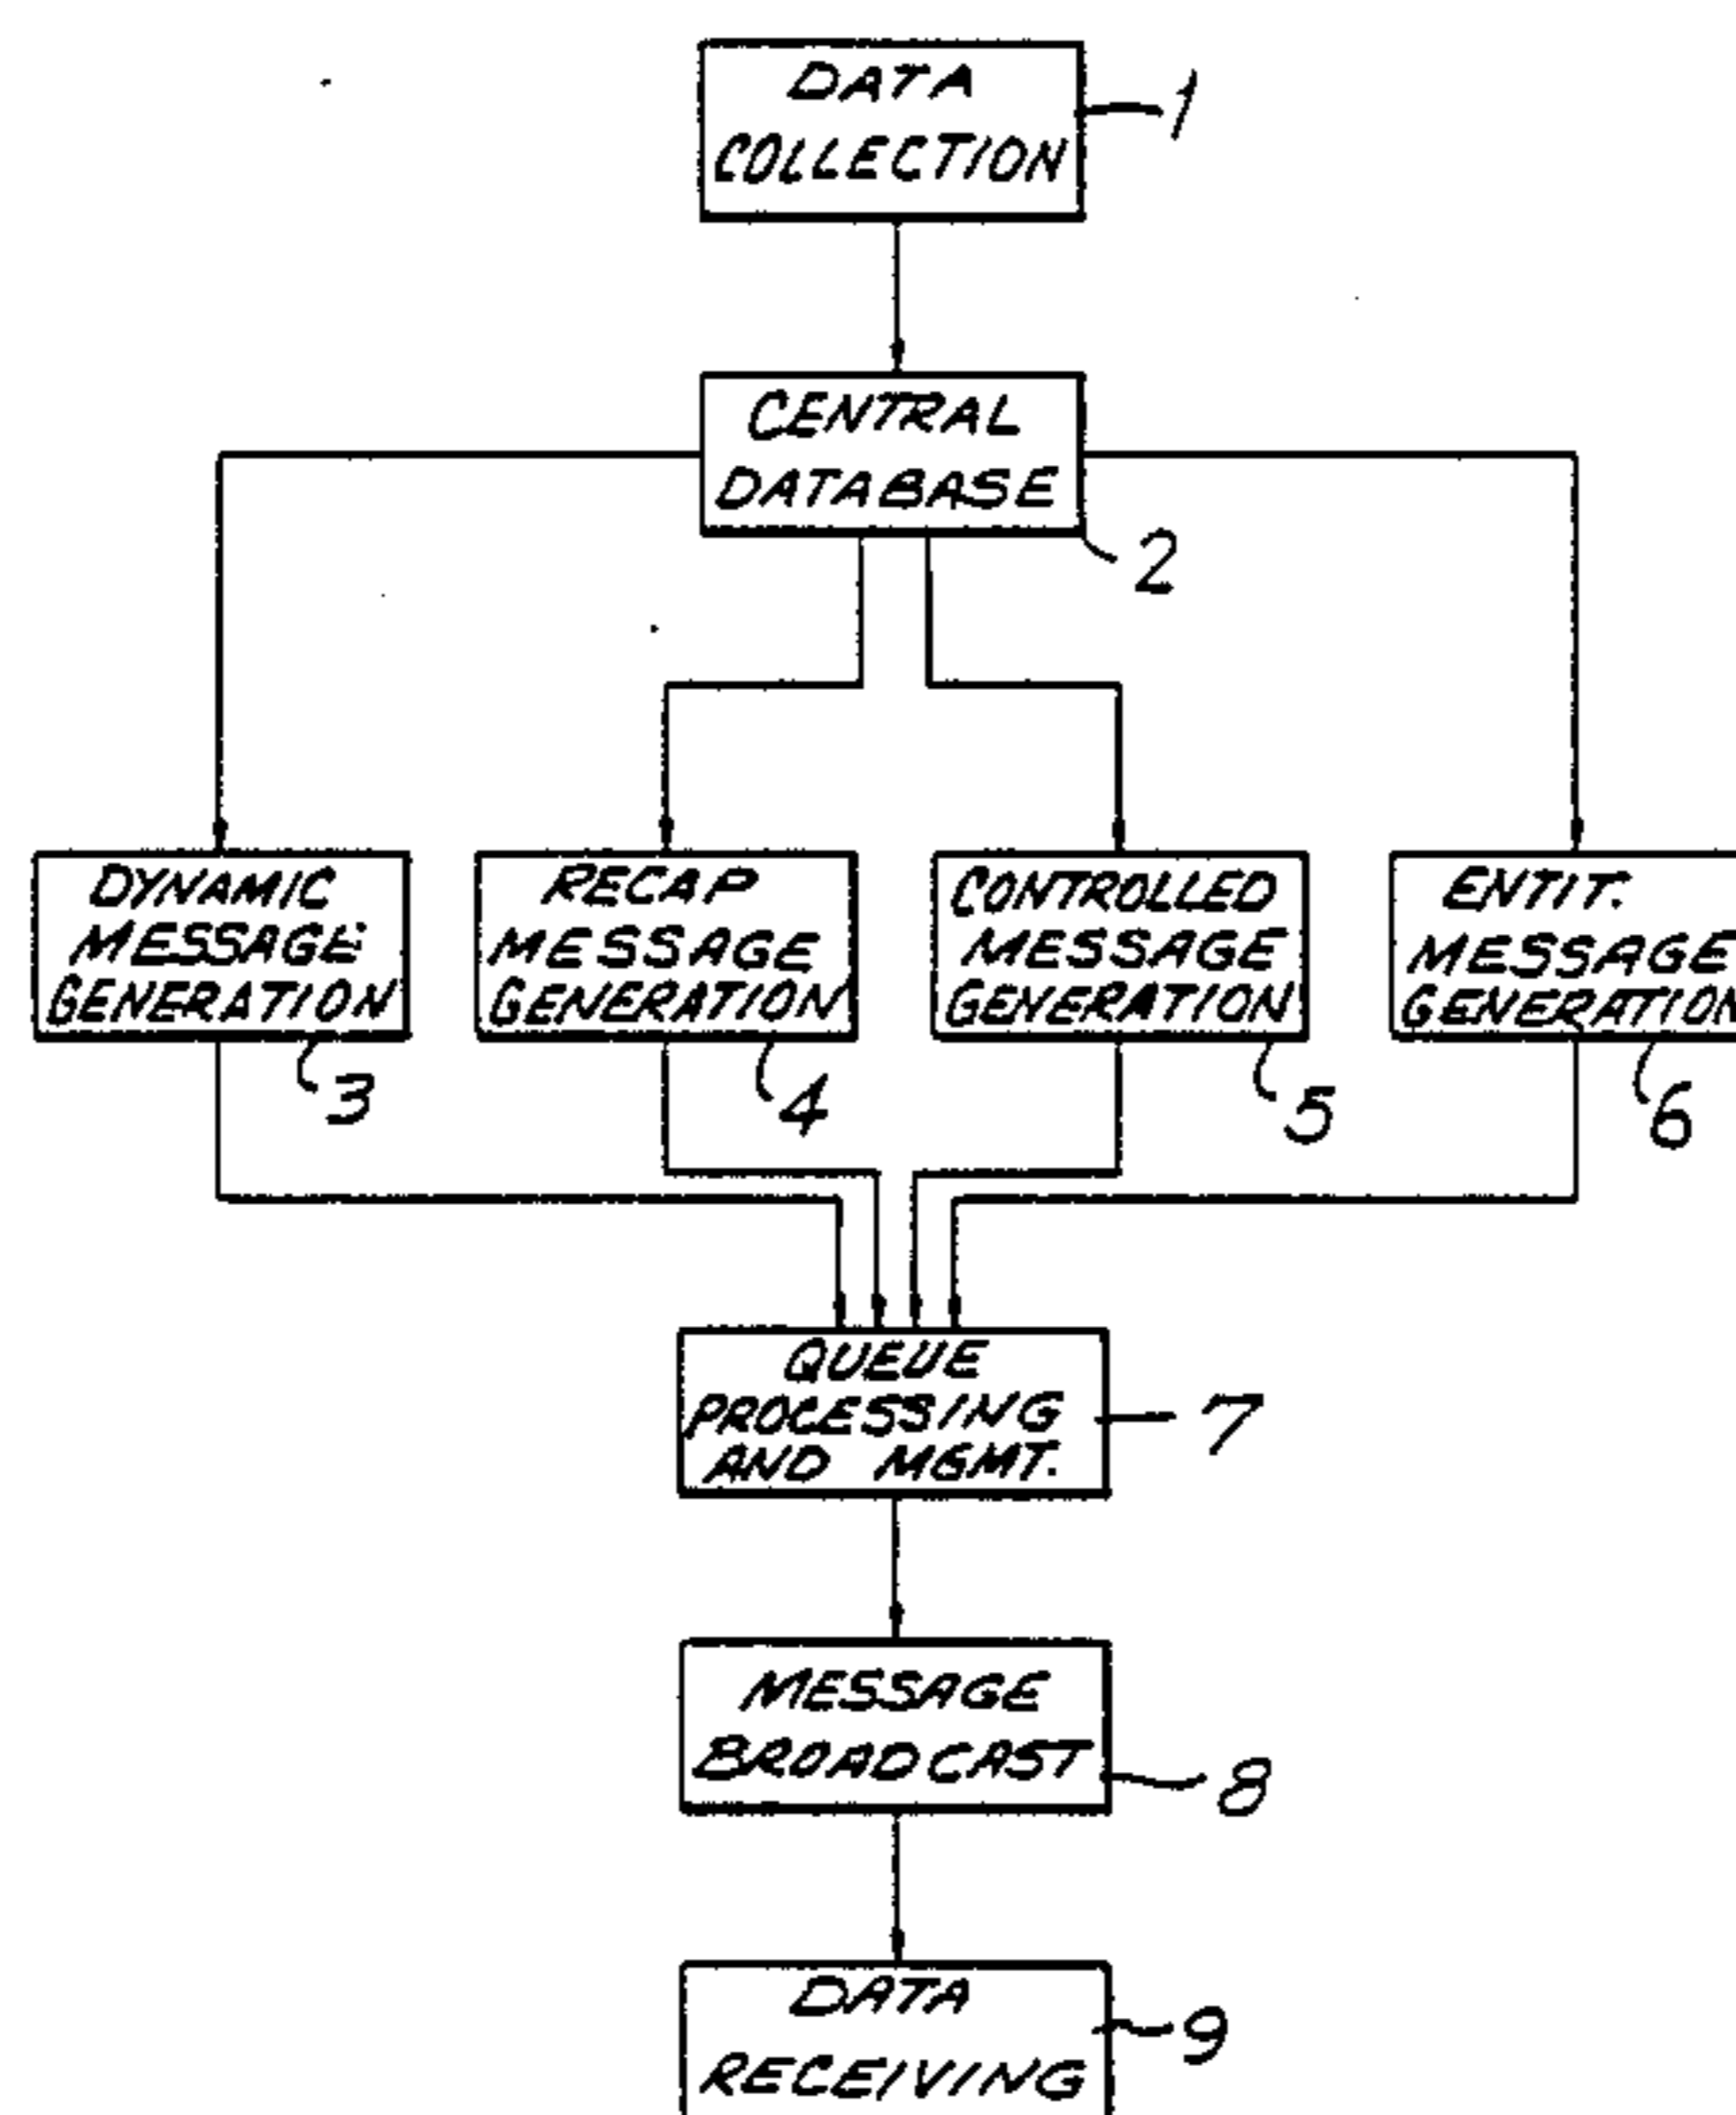 DATA
COLLECTION
1
CENTRAL
DATABASE
2
DYNAMIC
MESSAGE
GENERATION
3
RECAP
MESSAGE
GENERATION
4
CONTROLLED
MESSAGE
GENERATION
5
ENTIT.
MESSAGE
GENERATION
6
QUEUE
PROCESSING
AND MGMT.
7
MESSAGE
BROADCAST
8
DATA
RECEIVING
9